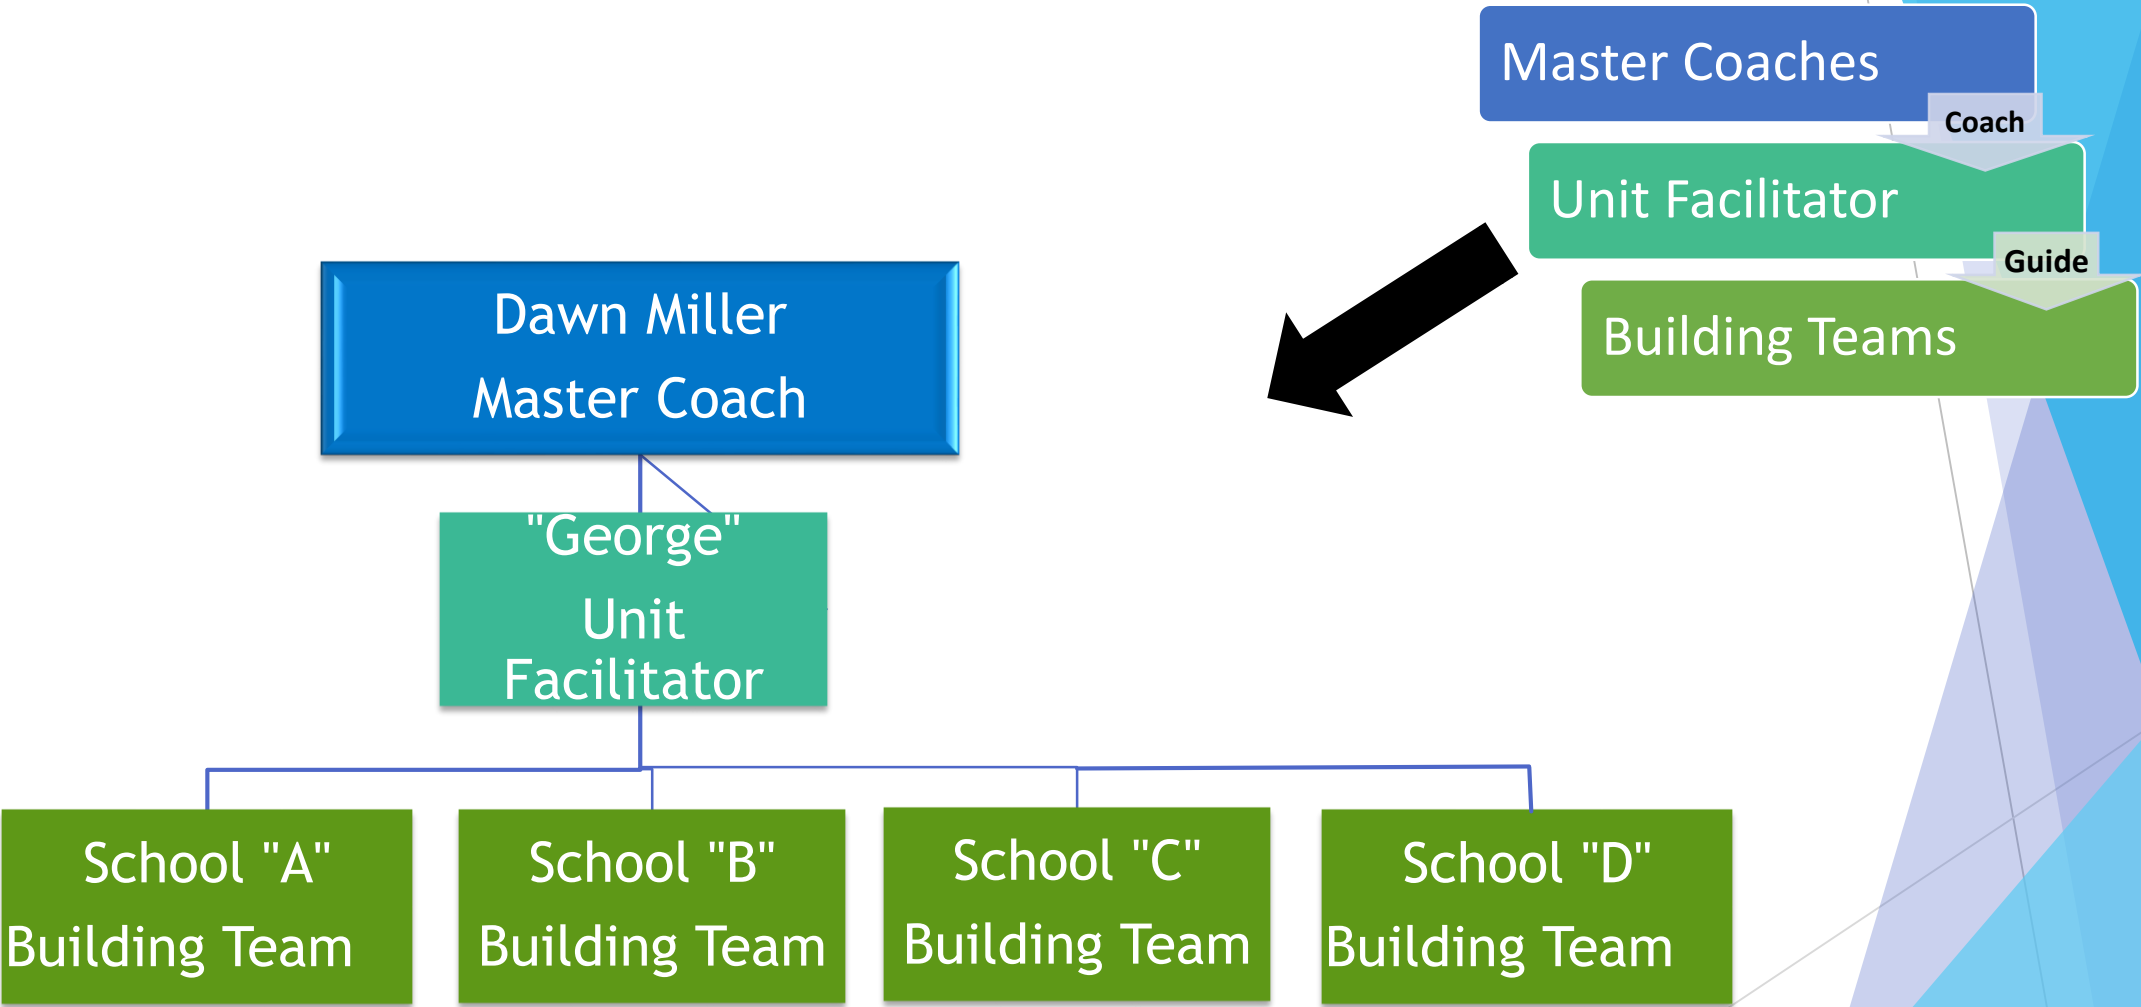 Master Coaches
Coach
Unit Facilitator
Guide
Building Teams
Dawn Miller
Master Coach
"George"
Unit
Facilitator
School "A"
Building Team
School "B"
Building Team
School "C"
Building Team
School "D"
Building Team